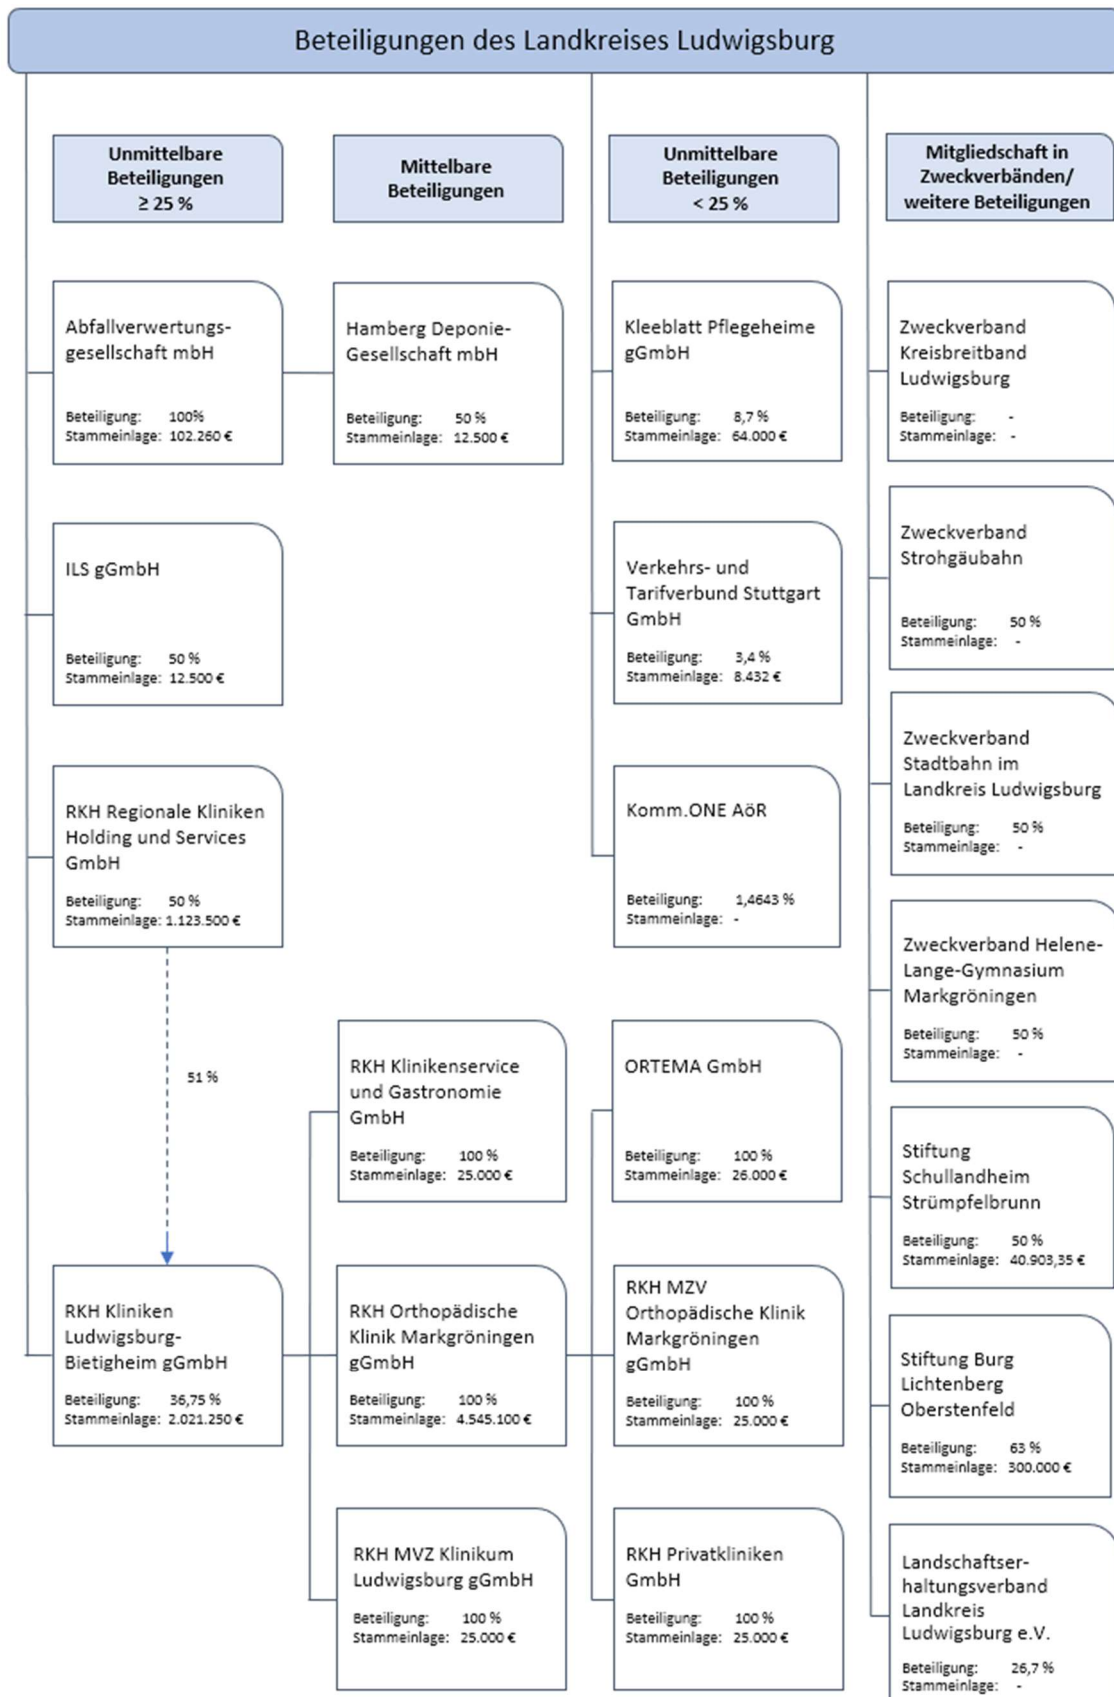 Beteiligungen des Landkreises Ludwigsburg
Unmittelbare
Beteiligungen
≥ 25 %
Mittelbare
Beteiligungen
Unmittelbare
Beteiligungen
< 25 %
Mitgliedschaft in
Zweckverbänden/
weitere Beteiligungen
Abfallverwertungs-
gesellschaft mbH
Beteiligung: 100%
Stammeinlage: 102.260 €
Hamberg Deponie-
Gesellschaft mbH
Beteiligung: 50 %
Stammeinlage: 12.500 €
Kleeblatt Pflegeheime
gGmbH
Beteiligung: 8,7 %
Stammeinlage: 64.000 €
Zweckverband
Kreisbreitband
Ludwigsburg
Beteiligung: -
Stammeinlage: -
ILS gGmbH
Beteiligung: 50 %
Stammeinlage: 12.500 €
Verkehrs- und
Tarifverbund Stuttgart
GmbH
Beteiligung: 3,4 %
Stammeinlage: 8.432 €
Zweckverband
Strohgäubahn
Beteiligung: 50 %
Stammeinlage: -
RKH Regionale Kliniken
Holding und Services
GmbH
Beteiligung: 50 %
Stammeinlage: 1.123.500 €
Komm.ONE AöR
Beteiligung: 1,4643 %
Stammeinlage: -
Zweckverband
Stadtbahn im
Landkreis Ludwigsburg
Beteiligung: 50 %
Stammeinlage: -
Zweckverband Helene-
Lange-Gymnasium
Markgröningen
Beteiligung: 50 %
Stammeinlage: -
51 %
RKH Klinikenservice
und Gastronomie
GmbH
Beteiligung: 100 %
Stammeinlage: 25.000 €
ORTEMA GmbH
Beteiligung: 100 %
Stammeinlage: 26.000 €
Stiftung
Schullandheim
Strümpfelbrunn
Beteiligung: 50 %
Stammeinlage: 40.903,35 €
RKH Kliniken
Ludwigsburg-
Bietigheim gGmbH
Beteiligung: 36,75 %
Stammeinlage: 2.021.250 €
RKH Orthopädische
Klinik Markgröningen
gGmbH
Beteiligung: 100 %
Stammeinlage: 4.545.100 €
RKH MZV
Orthopädische Klinik
Markgröningen
gGmbH
Beteiligung: 100 %
Stammeinlage: 25.000 €
Stiftung Burg
Lichtenberg
Oberstenfeld
Beteiligung: 63 %
Stammeinlage: 300.000 €
RKH MVZ Klinikum
Ludwigsburg gGmbH
Beteiligung: 100 %
Stammeinlage: 25.000 €
RKH Privatkliniken
GmbH
Beteiligung: 100 %
Stammeinlage: 25.000 €
Landschaftser-
haltungsverband
Landkreis
Ludwigsburg e.V.
Beteiligung: 26,7 %
Stammeinlage: -